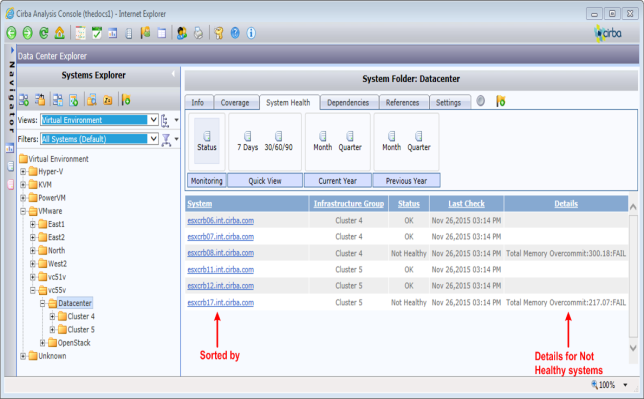 Cirba Analysis Console (thedocs1) - Internet Explorer
cirba
Data Center Explorer
Navigator
Systems Explorer
Views: Virtual Environment
Filters: All Systems (Default)
Virtual Environment
Hyper-V
KVM
PowerVM
VMware
East1
East2
North
West2
vc51v
vc55v
Datacenter
Cluster 4
Cluster 5
OpenStack
Unknown
System Folder: Datacenter
Info Coverage System Health Dependencies References Settings
Status 7 Days 30/60/90 Month Quarter Month Quarter
Monitoring Quick View Current Year Previous Year
System Infrastructure Group Status Last Check Details
esxcrb06.int.cirba.com Cluster 4 OK Nov 26,2015 03:14 PM
esxcrb07.int.cirba.com Cluster 4 OK Nov 26,2015 03:14 PM
esxcrb08.int.cirba.com Cluster 4 Not Healthy Nov 26,2015 03:14 PM Total Memory Overcommit:300.18:FAIL
esxcrb11.int.cirba.com Cluster 5 OK Nov 26,2015 03:14 PM
esxcrb12.int.cirba.com Cluster 5 OK Nov 26,2015 03:14 PM
esxcrb17.int.cirba.com Cluster 5 Not Healthy Nov 26,2015 03:14 PM Total Memory Overcommit:217.07:FAIL
Sorted by
Details for Not
Healthy systems
100%